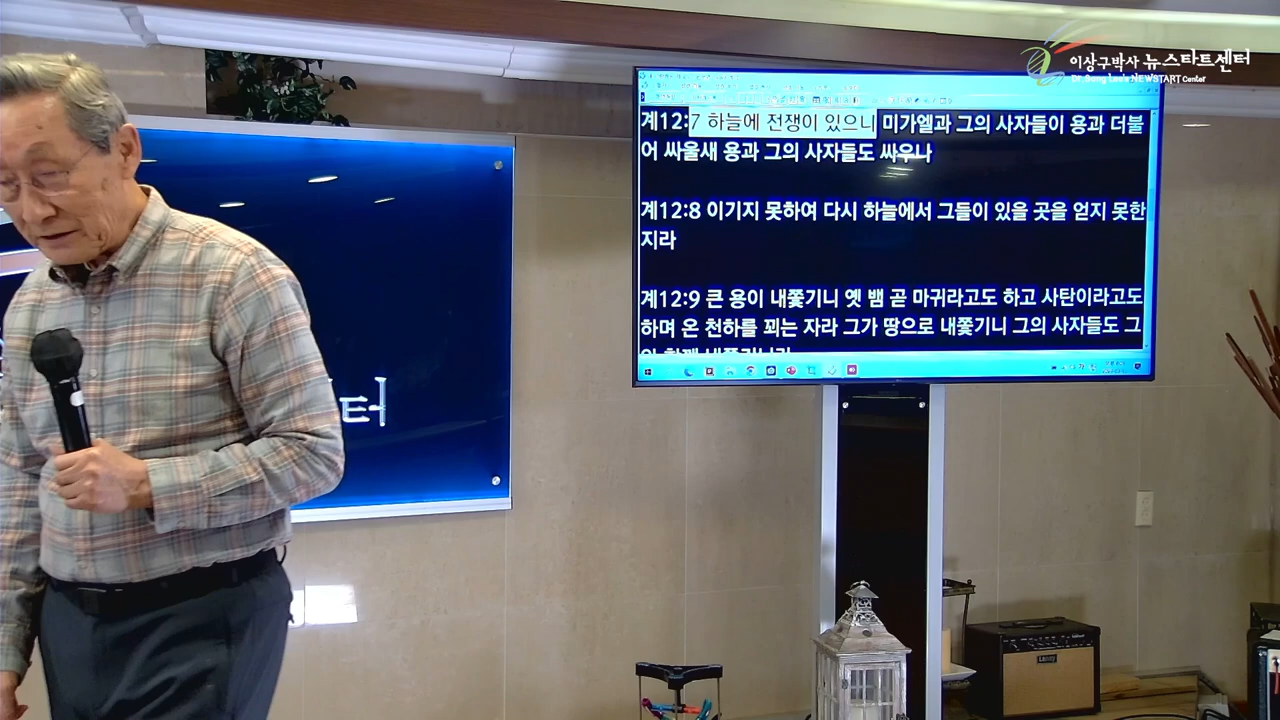 이상구박사 뉴스타트센터
Dr. Sang Lee's NEWSTART Center
계12:7 하늘에 전쟁이 있으니 미가엘과 그의 사자들이 용과 더불
어 싸울새 용과 그의 사자들도 싸우나
계12:8 이기지 못하여 다시 하늘에서 그들이 있을 곳을 얻지 못한
지라
계12:9 큰 용이 내쫓기니 옛 뱀 곧 마귀라고도 하고 사탄이라고도
하며 온 천하를 꾀는 자라 그가 땅으로 내쫓기니 그의 사자들도 그
터
LANEY